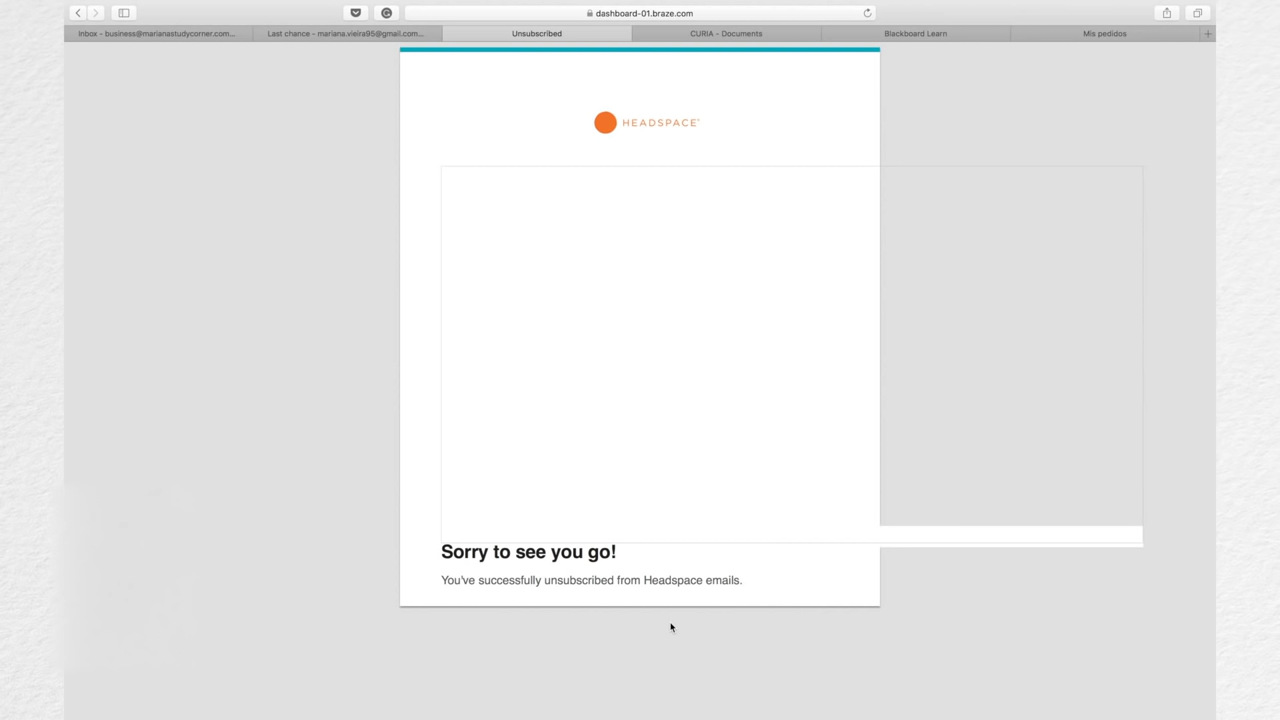 dashboard-01.braze.com
Inbox - business@marianastudycorner.com...
Last chance - mariana.vieira95@gmail.com...
Unsubscribed
CURIA - Documents
Blackboard Learn
Mis pedidos
HEADSPACE
Sorry to see you go!
You've successfully unsubscribed from Headspace emails.